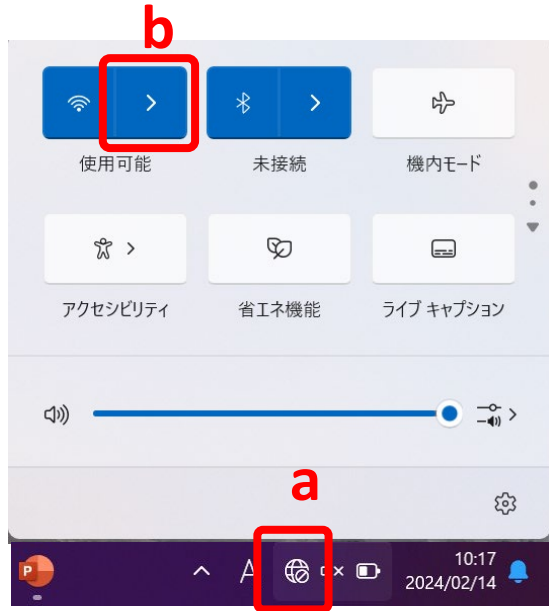 b
使用可能
未接続
機内モード
アクセシビリティ
省エネ機能
ライブ キャプション
a
P
A
10:17
2024/02/14